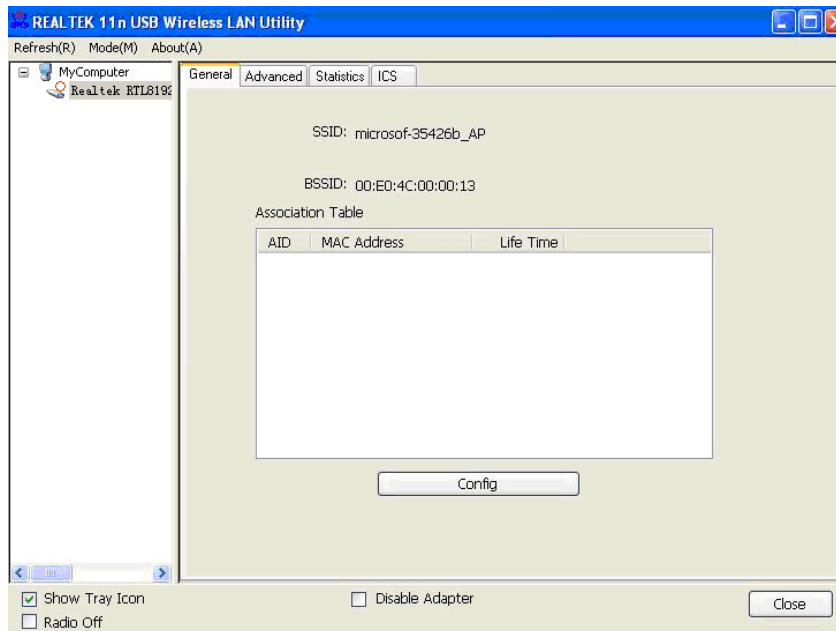 REALTEK 11n USB Wireless LAN Utility
Refresh(R) Mode(M) About(A)
MyComputer
Realtek RTL8192
General Advanced Statistics ICS
SSID: microsof-35426b_AP
BSSID: 00:E0:4C:00:00:13
Association Table
AID MAC Address Life Time
Config
Show Tray Icon
Disable Adapter
Radio Off
Close